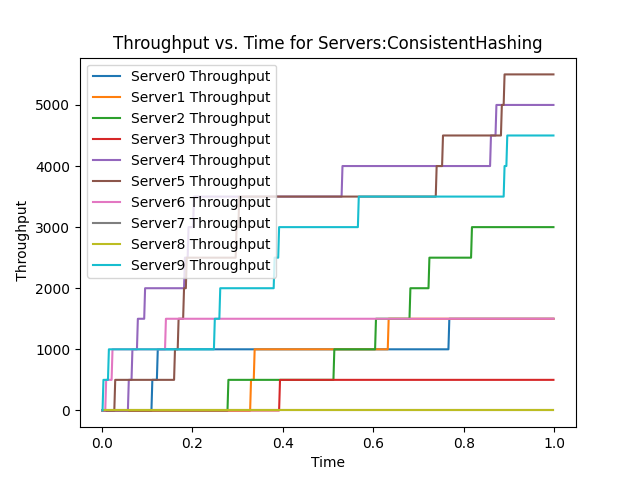 Throughput vs. Time for Servers:ConsistentHashing
Server0 Throughput
Server1 Throughput
Server2 Throughput
Server3 Throughput
Server4 Throughput
Server5 Throughput
Server6 Throughput
Server7 Throughput
Server8 Throughput
Server9 Throughput
Throughput
5000
4000
3000
2000
1000
0
0.0 0.2 0.4 0.6 0.8 1.0
Time